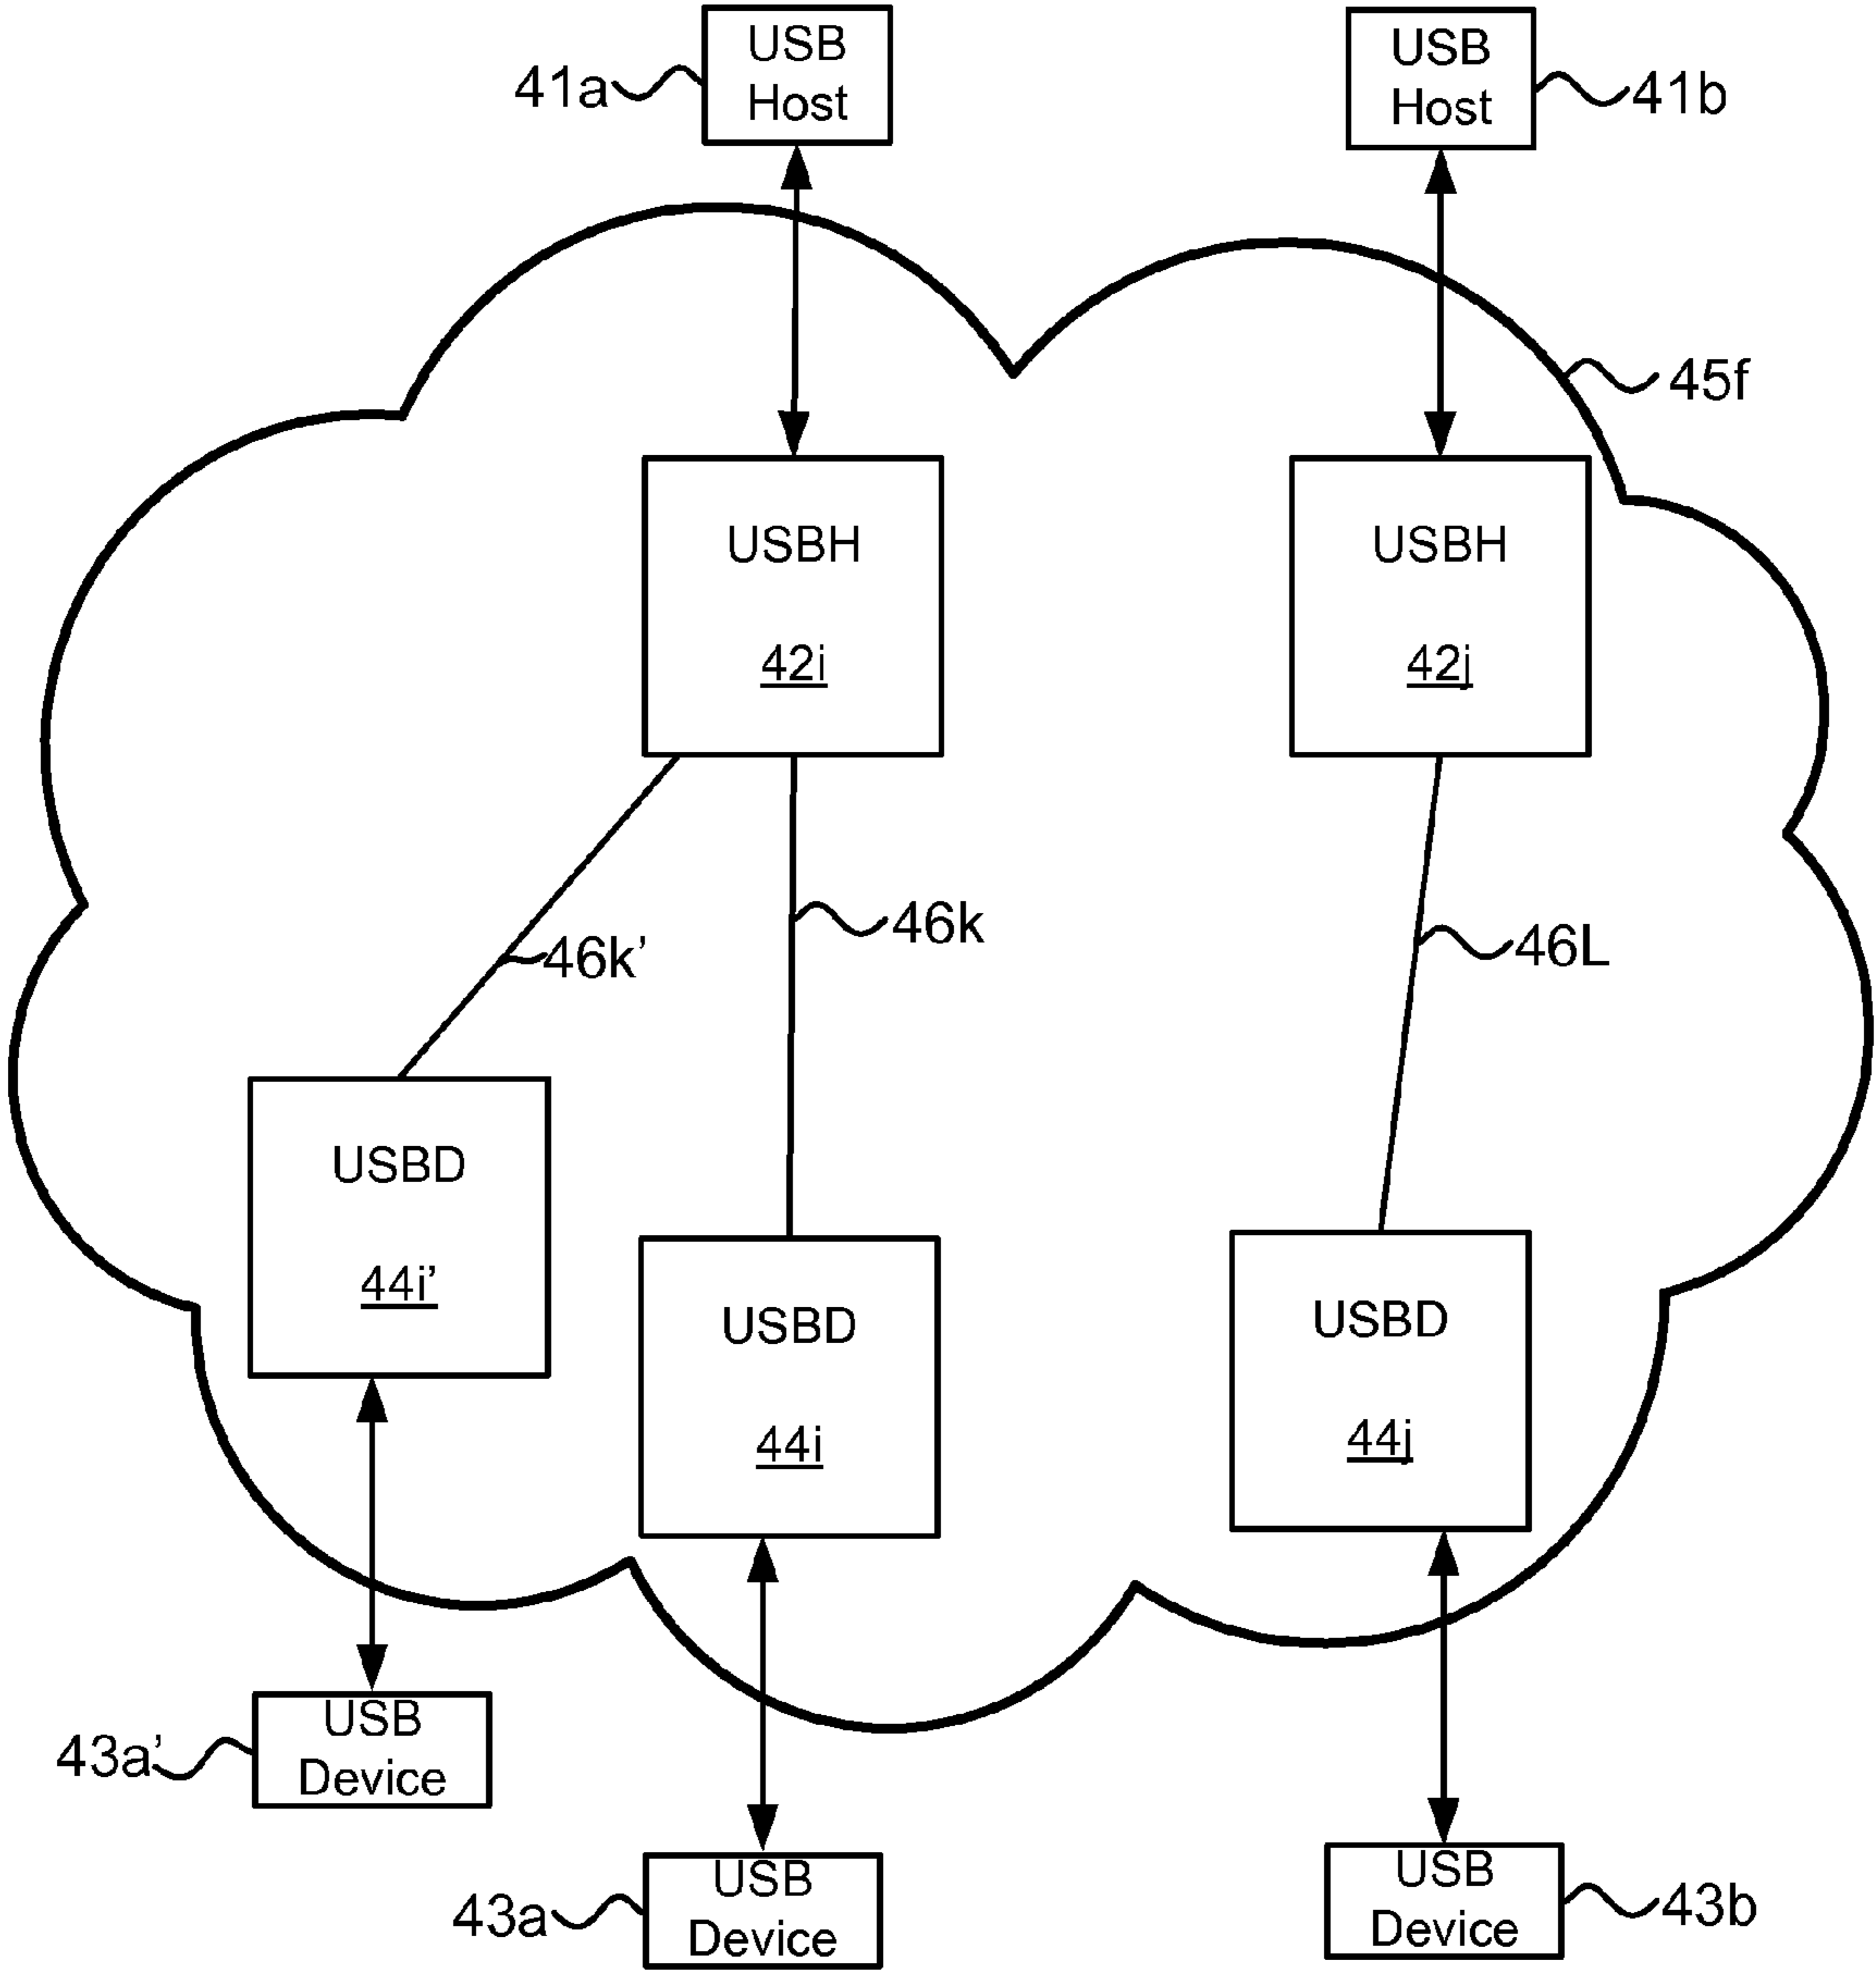 USB
Host
41a
USB
Host
41b
45f
USBH
42i
USBH
42j
46k’
46k
46L
USBD
44i’
USBD
44i
USBD
44j
USB
Device
43a’
USB
Device
43a
USB
Device
43b